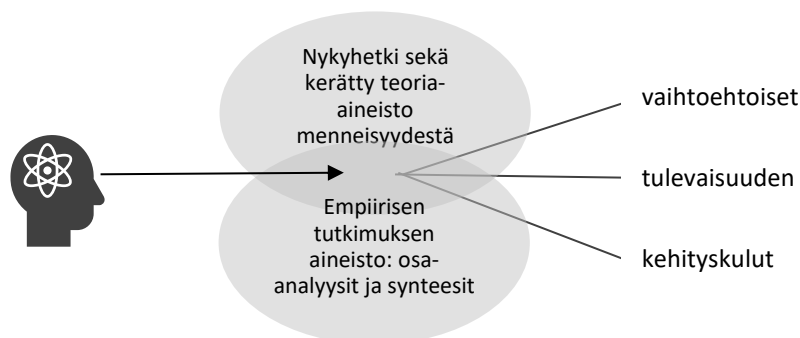 Nykyhetki sekä
kerätty teoria-
aineisto
menneisyydestä
Empiirisen
tutkimuksen
aineisto: osa-
analyysit ja synteesit
vaihtoehtoiset
tulevaisuuden
kehityskulut